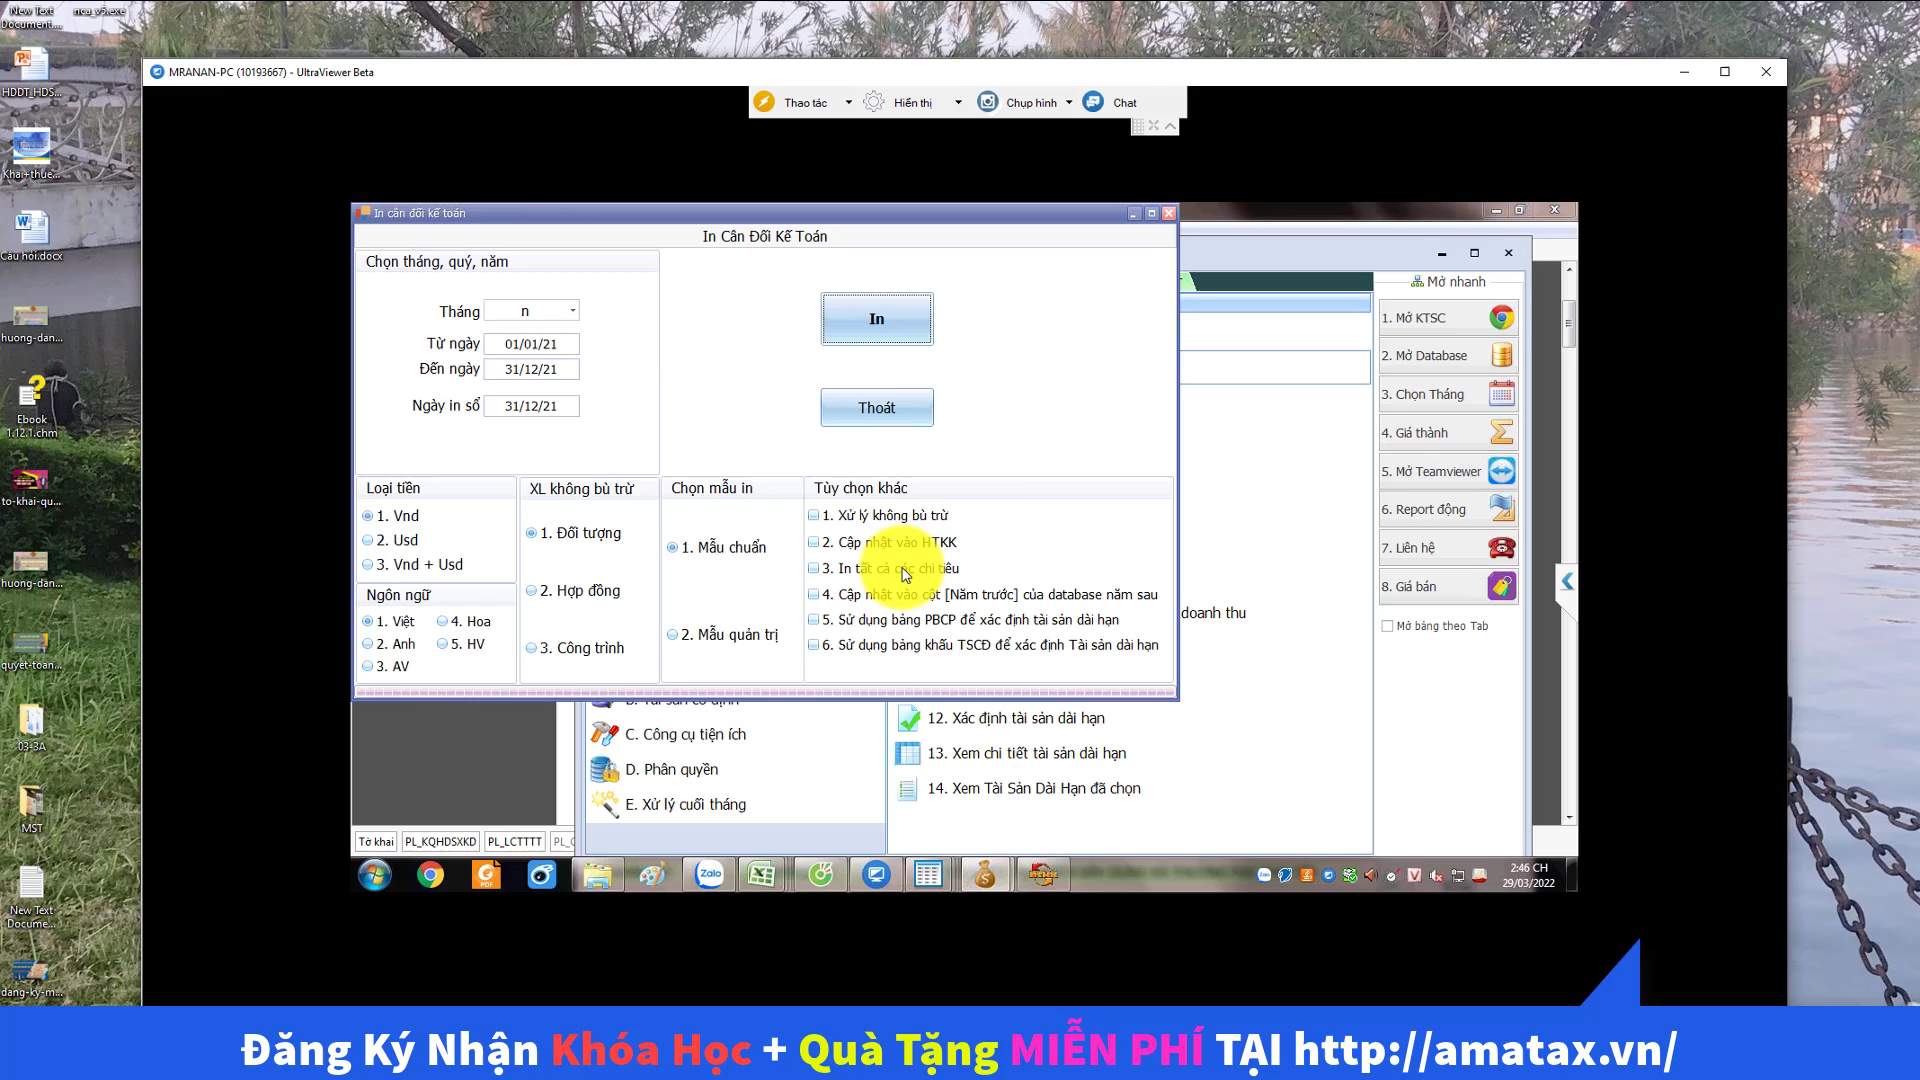 New Text
Document....
nca_v5.exe
HDDT_HDS...
Khai+thue...
Câu hỏi.docx
huong-dan...
Ebook
1.12.1.chm
to-khai-qu...
huong-dan...
quyet-toan...
03-3A
MST
New Text
Docume...
dang-ky-m...
MRANAN-PC (10193667) - UltraViewer Beta
Thao tác
Hiển thị
Chụp hình
Chat
In cân đối kế toán
In Cân Đối Kế Toán
Chọn tháng, quý, năm
Tháng n
Từ ngày 01/01/21
Đến ngày 31/12/21
Ngày in sổ 31/12/21
In
Thoát
Loại tiền
1. Vnd
2. Usd
3. Vnd + Usd
Ngôn ngữ
1. Việt
4. Hoa
2. Anh
5. HV
3. AV
XL không bù trừ
1. Đối tượng
2. Hợp đồng
3. Công trình
Chọn mẫu in
1. Mẫu chuẩn
2. Mẫu quản trị
Tùy chọn khác
1. Xử lý không bù trừ
2. Cập nhật vào HTKK
3. In tất cả các chỉ tiêu
4. Cập nhật vào cột [Năm trước] của database năm sau
5. Sử dụng bảng PBCP để xác định tài sản dài hạn
6. Sử dụng bảng khấu TSCĐ để xác định Tài sản dài hạn
Mở nhanh
1. Mở KTSC
2. Mở Database
3. Chọn Tháng
4. Giá thành
5. Mở Teamviewer
6. Report động
7. Liên hệ
8. Giá bán
Mở bảng theo Tab
doanh thu
C. Công cụ tiện ích
D. Phân quyền
E. Xử lý cuối tháng
12. Xác định tài sản dài hạn
13. Xem chi tiết tài sản dài hạn
14. Xem Tài Sản Dài Hạn đã chọn
Tờ khai
PL_KQHDSXKD
PL_LCTTTT
Zalo
2:46 CH
29/03/2022
Đăng Ký Nhận Khóa Học + Quà Tặng MIỄN PHÍ TẠI http://amatax.vn/